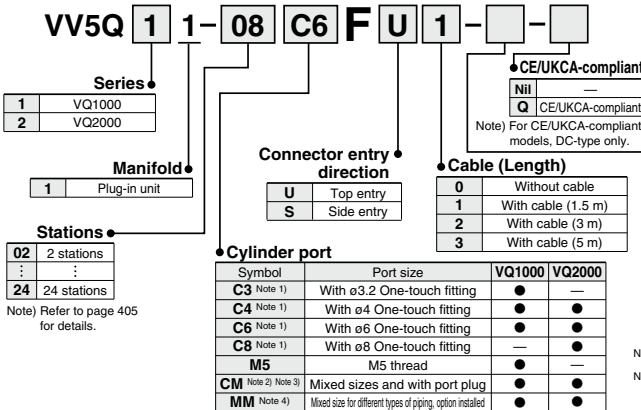 VV5Q 1 1 - 08 C6 F U 1 - -
CE/UKCA-compliant
Nil —
Q CE/UKCA-compliant
Note) For CE/UKCA-compliant
models, DC-type only.
Series
1 VQ1000
2 VQ2000
Manifold
1 Plug-in unit
Stations
02 2 stations
⋮ ⋮
24 24 stations
Note) Refer to page 405
for details.
Connector entry
direction
U Top entry
S Side entry
Cable (Length)
0 Without cable
1 With cable (1.5 m)
2 With cable (3 m)
3 With cable (5 m)
Cylinder port
Symbol Port size VQ1000 VQ2000
C3 Note 1) With ø3.2 One-touch fitting ● —
C4 Note 1) With ø4 One-touch fitting ● ●
C6 Note 1) With ø6 One-touch fitting ● ●
C8 Note 1) With ø8 One-touch fitting — ●
M5 M5 thread ● —
CM Note 2) Note 3) Mixed sizes and with port plug ● ●
MM Note 4) Mixed size for different types of piping, option installed ● ●
N
N